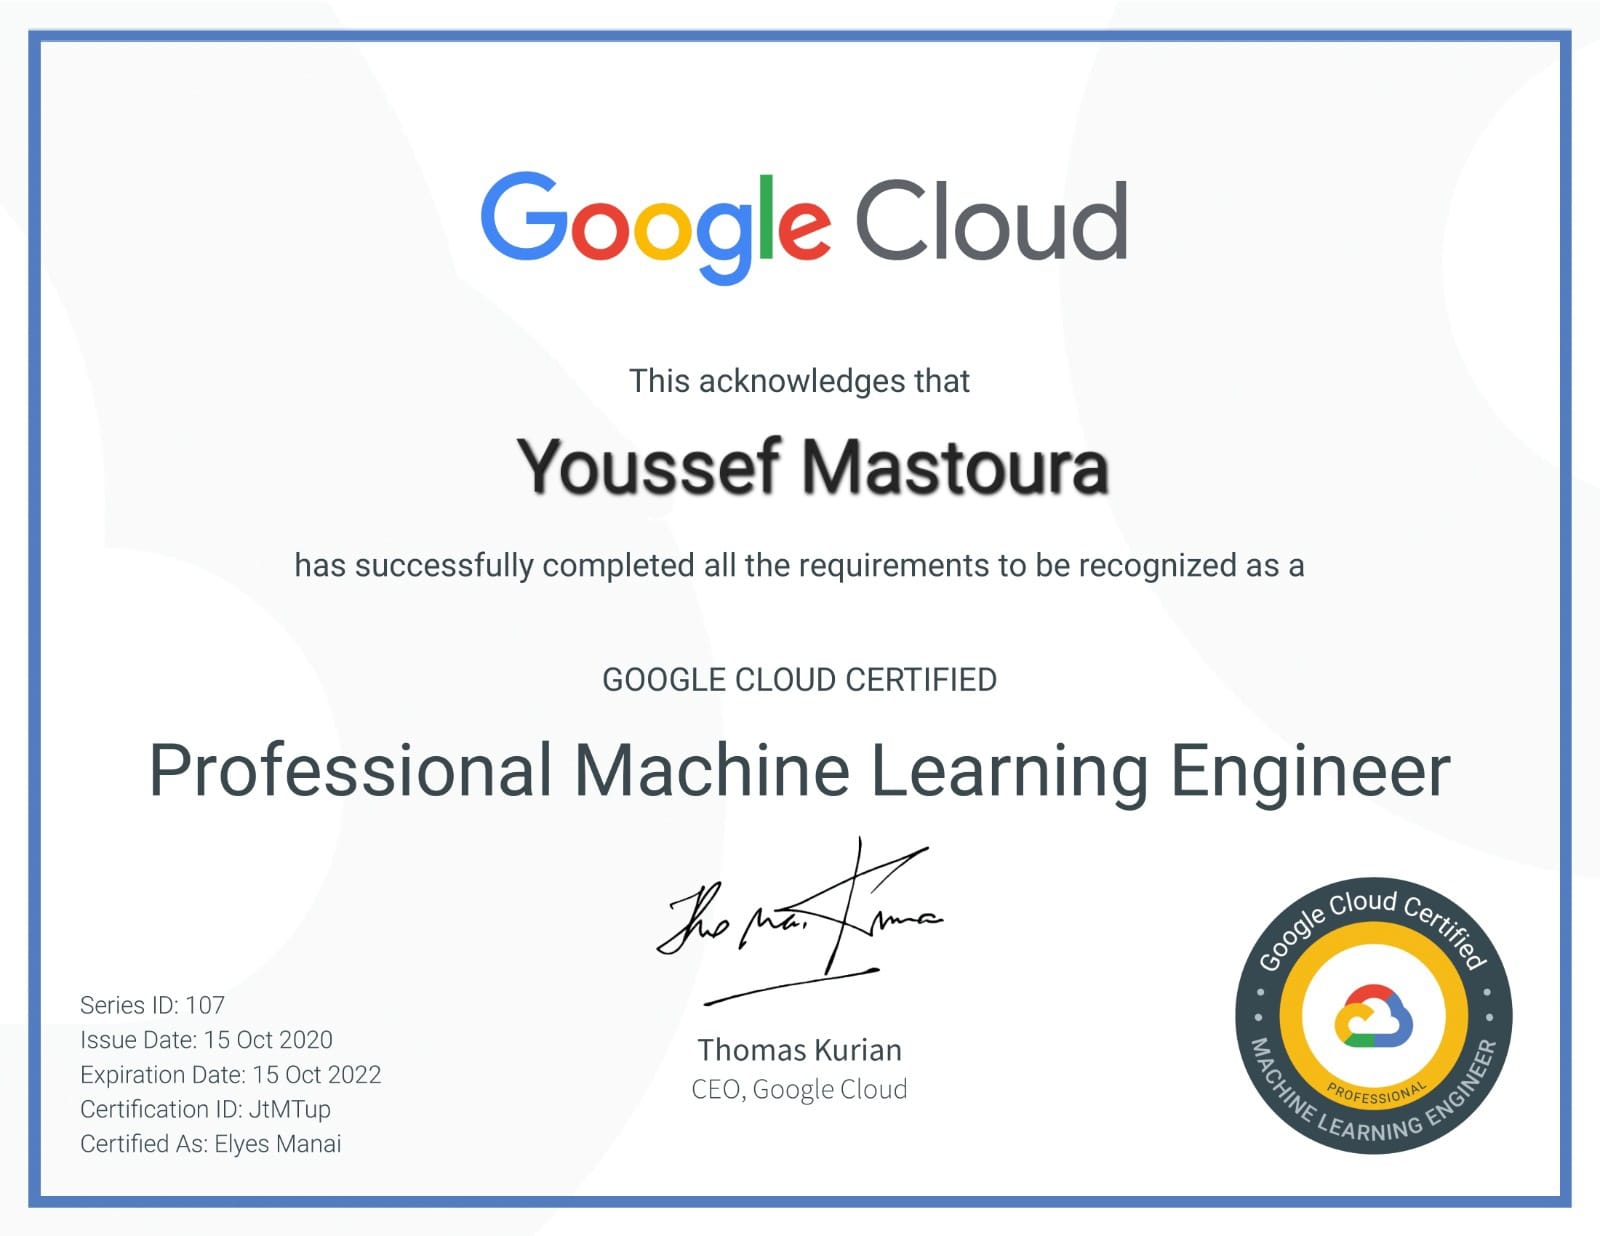 Google Cloud
This acknowledges that
Youssef Mastoura
has successfully completed all the requirements to be recognized as a
GOOGLE CLOUD CERTIFIED
Professional Machine Learning Engineer
Thomas Kurian
Thomas Kurian
CEO, Google Cloud
Series ID: 107
Issue Date: 15 Oct 2020
Expiration Date: 15 Oct 2022
Certification ID: JtMTup
Certified As: Elyes Manai
Google Cloud Certified
PROFESSIONAL
MACHINE LEARNING ENGINEER